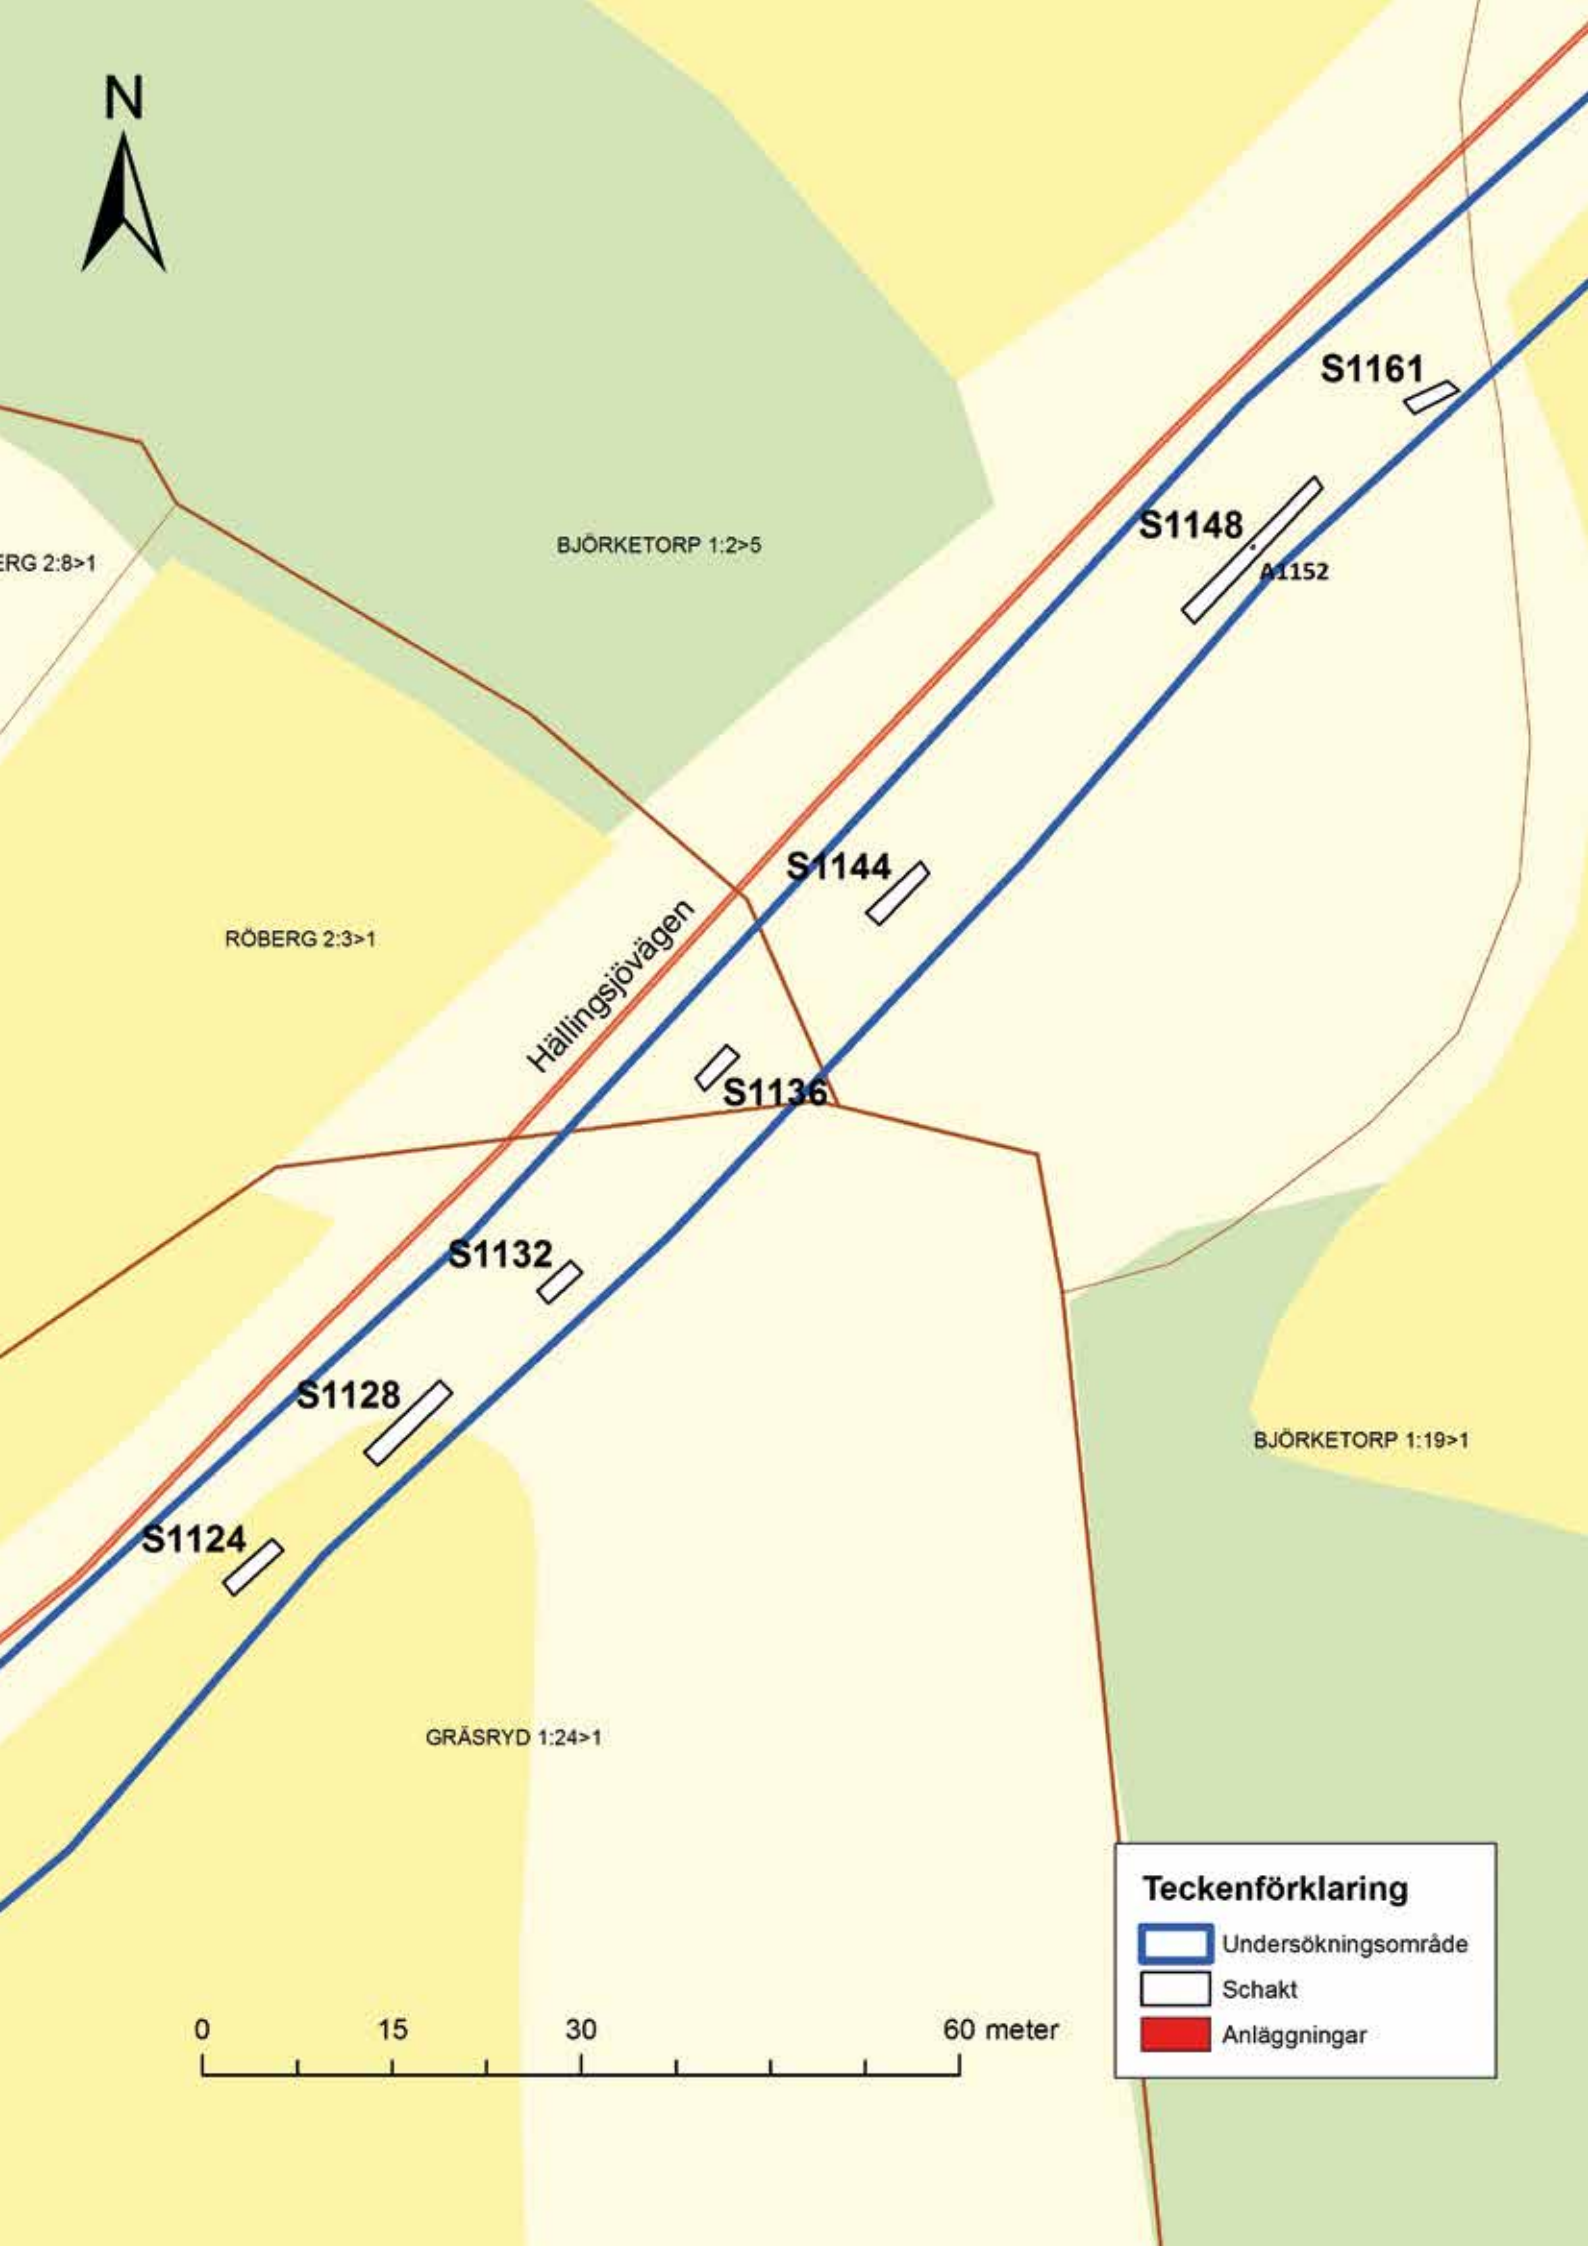 N
S1161
S1148
A1152
BJÖRKETORP 1:2>5
ERG 2:8>1
S1144
RÖBERG 2:3>1
Hällingsjövägen
S1136
S1132
S1128
BJÖRKETORP 1:19>1
S1124
GRÄSRYD 1:24>1
Teckenförklaring
Undersökningsområde
Schakt
Anläggningar
0 15 30 60 meter